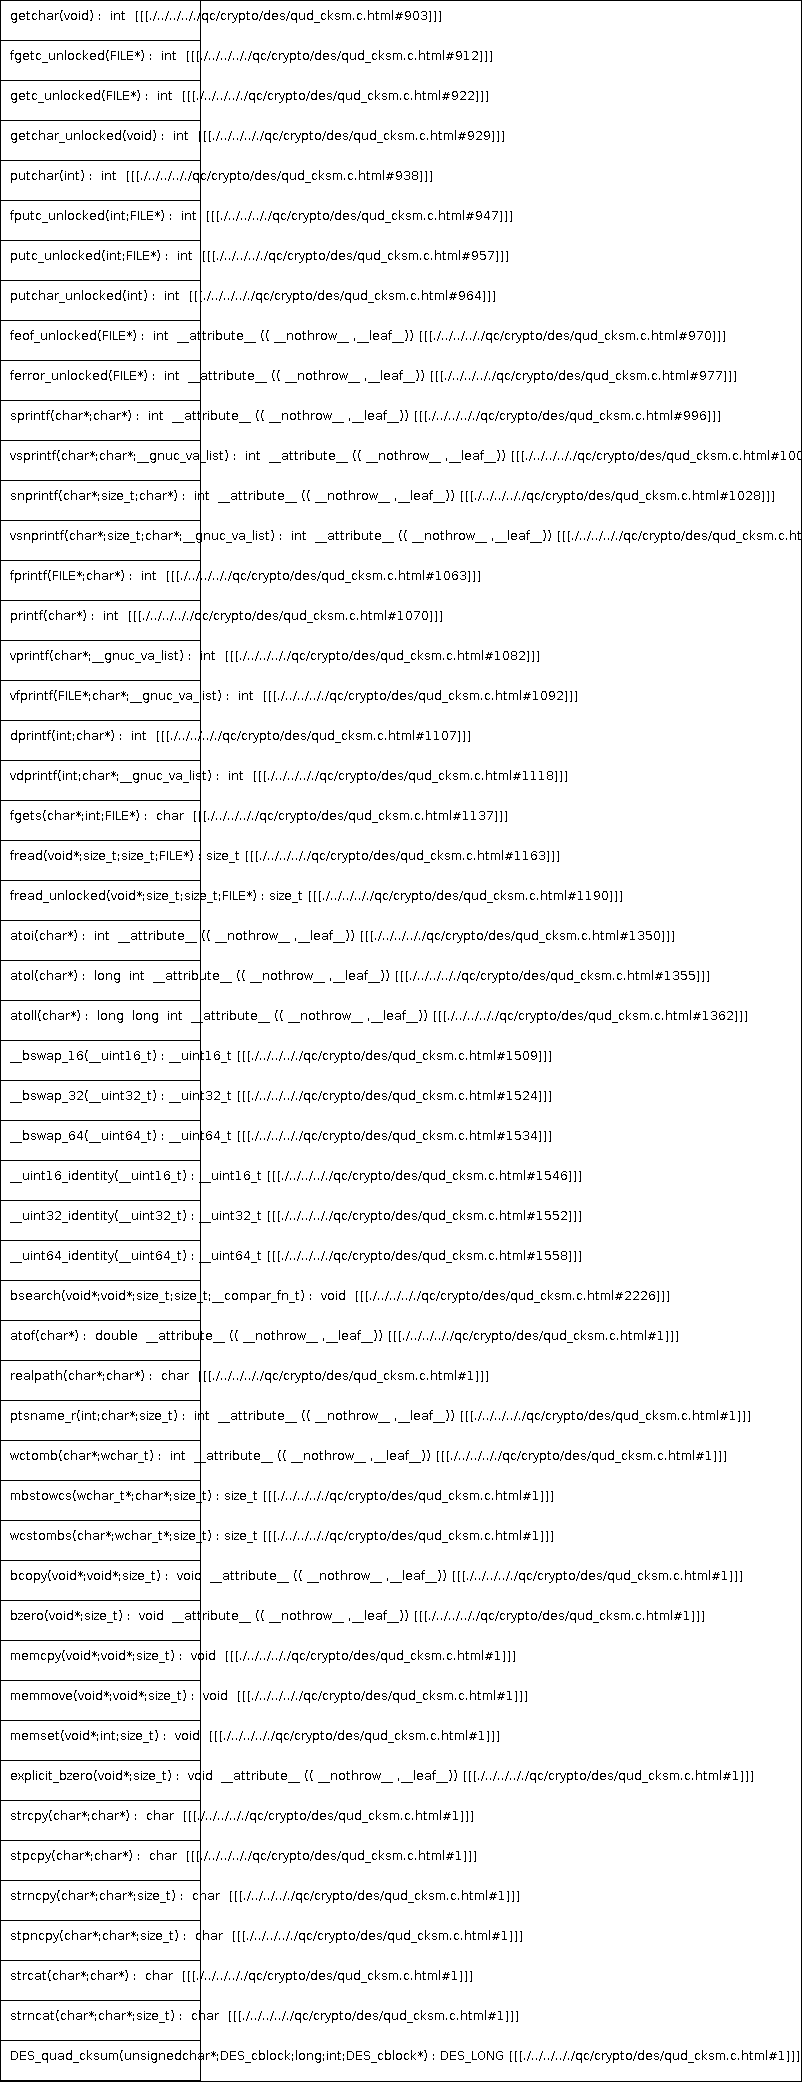 getchar(void) :  int  [[[./../../../../qc/crypto/des/qud_cksm.c.html#903]]]
fgetc_unlocked(FILE*) :  int  [[[./../../../../qc/crypto/des/qud_cksm.c.html#912]]]
getc_unlocked(FILE*) :  int  [[[./../../../../qc/crypto/des/qud_cksm.c.html#922]]]
getchar_unlocked(void) :  int  [[[./../../../../qc/crypto/des/qud_cksm.c.html#929]]]
putchar(int) :  int  [[[./../../../../qc/crypto/des/qud_cksm.c.html#938]]]
fputc_unlocked(int;FILE*) :  int  [[[./../../../../qc/crypto/des/qud_cksm.c.html#947]]]
putc_unlocked(int;FILE*) :  int  [[[./../../../../qc/crypto/des/qud_cksm.c.html#957]]]
putchar_unlocked(int) :  int  [[[./../../../../qc/crypto/des/qud_cksm.c.html#964]]]
feof_unlocked(FILE*) :  int  __attribute__ (( __nothrow__ ,__leaf__)) [[[./../../../../qc/crypto/des/qud_cksm.c.html#970]]]
ferror_unlocked(FILE*) :  int  __attribute__ (( __nothrow__ ,__leaf__)) [[[./../../../../qc/crypto/des/qud_cksm.c.html#977]]]
sprintf(char*;char*) :  int  __attribute__ (( __nothrow__ ,__leaf__)) [[[./../../../../qc/crypto/des/qud_cksm.c.html#996]]]
vsprintf(char*;char*;__gnuc_va_list) :  int  __attribute__ (( __nothrow__ ,__leaf__)) [[[./../../../../qc/crypto/des/qud_cksm.c.html#100
snprintf(char*;size_t;char*) :  int  __attribute__ (( __nothrow__ ,__leaf__)) [[[./../../../../qc/crypto/des/qud_cksm.c.html#1028]]]
vsnprintf(char*;size_t;char*;__gnuc_va_list) :  int  __attribute__ (( __nothrow__ ,__leaf__)) [[[./../../../../qc/crypto/des/qud_cksm.c.ht
fprintf(FILE*;char*) :  int  [[[./../../../../qc/crypto/des/qud_cksm.c.html#1063]]]
printf(char*) :  int  [[[./../../../../qc/crypto/des/qud_cksm.c.html#1070]]]
vprintf(char*;__gnuc_va_list) :  int  [[[./../../../../qc/crypto/des/qud_cksm.c.html#1082]]]
vfprintf(FILE*;char*;__gnuc_va_list) :  int  [[[./../../../../qc/crypto/des/qud_cksm.c.html#1092]]]
dprintf(int;char*) :  int  [[[./../../../../qc/crypto/des/qud_cksm.c.html#1107]]]
vdprintf(int;char*;__gnuc_va_list) :  int  [[[./../../../../qc/crypto/des/qud_cksm.c.html#1118]]]
fgets(char*;int;FILE*) :  char  [[[./../../../../qc/crypto/des/qud_cksm.c.html#1137]]]
fread(void*;size_t;size_t;FILE*) : size_t [[[./../../../../qc/crypto/des/qud_cksm.c.html#1163]]]
fread_unlocked(void*;size_t;size_t;FILE*) : size_t [[[./../../../../qc/crypto/des/qud_cksm.c.html#1190]]]
atoi(char*) :  int  __attribute__ (( __nothrow__ ,__leaf__)) [[[./../../../../qc/crypto/des/qud_cksm.c.html#1350]]]
atol(char*) :  long  int  __attribute__ (( __nothrow__ ,__leaf__)) [[[./../../../../qc/crypto/des/qud_cksm.c.html#1355]]]
atoll(char*) :  long  long  int  __attribute__ (( __nothrow__ ,__leaf__)) [[[./../../../../qc/crypto/des/qud_cksm.c.html#1362]]]
__bswap_16(__uint16_t) : __uint16_t [[[./../../../../qc/crypto/des/qud_cksm.c.html#1509]]]
__bswap_32(__uint32_t) : __uint32_t [[[./../../../../qc/crypto/des/qud_cksm.c.html#1524]]]
__bswap_64(__uint64_t) : __uint64_t [[[./../../../../qc/crypto/des/qud_cksm.c.html#1534]]]
__uint16_identity(__uint16_t) : __uint16_t [[[./../../../../qc/crypto/des/qud_cksm.c.html#1546]]]
__uint32_identity(__uint32_t) : __uint32_t [[[./../../../../qc/crypto/des/qud_cksm.c.html#1552]]]
__uint64_identity(__uint64_t) : __uint64_t [[[./../../../../qc/crypto/des/qud_cksm.c.html#1558]]]
bsearch(void*;void*;size_t;size_t;__compar_fn_t) :  void  [[[./../../../../qc/crypto/des/qud_cksm.c.html#2226]]]
atof(char*) :  double  __attribute__ (( __nothrow__ ,__leaf__)) [[[./../../../../qc/crypto/des/qud_cksm.c.html#1]]]
realpath(char*;char*) :  char  [[[./../../../../qc/crypto/des/qud_cksm.c.html#1]]]
ptsname_r(int;char*;size_t) :  int  __attribute__ (( __nothrow__ ,__leaf__)) [[[./../../../../qc/crypto/des/qud_cksm.c.html#1]]]
wctomb(char*;wchar_t) :  int  __attribute__ (( __nothrow__ ,__leaf__)) [[[./../../../../qc/crypto/des/qud_cksm.c.html#1]]]
mbstowcs(wchar_t*;char*;size_t) : size_t [[[./../../../../qc/crypto/des/qud_cksm.c.html#1]]]
wcstombs(char*;wchar_t*;size_t) : size_t [[[./../../../../qc/crypto/des/qud_cksm.c.html#1]]]
bcopy(void*;void*;size_t) :  void  __attribute__ (( __nothrow__ ,__leaf__)) [[[./../../../../qc/crypto/des/qud_cksm.c.html#1]]]
bzero(void*;size_t) :  void  __attribute__ (( __nothrow__ ,__leaf__)) [[[./../../../../qc/crypto/des/qud_cksm.c.html#1]]]
memcpy(void*;void*;size_t) :  void  [[[./../../../../qc/crypto/des/qud_cksm.c.html#1]]]
memmove(void*;void*;size_t) :  void  [[[./../../../../qc/crypto/des/qud_cksm.c.html#1]]]
memset(void*;int;size_t) :  void  [[[./../../../../qc/crypto/des/qud_cksm.c.html#1]]]
explicit_bzero(void*;size_t) :  void  __attribute__ (( __nothrow__ ,__leaf__)) [[[./../../../../qc/crypto/des/qud_cksm.c.html#1]]]
strcpy(char*;char*) :  char  [[[./../../../../qc/crypto/des/qud_cksm.c.html#1]]]
stpcpy(char*;char*) :  char  [[[./../../../../qc/crypto/des/qud_cksm.c.html#1]]]
strncpy(char*;char*;size_t) :  char  [[[./../../../../qc/crypto/des/qud_cksm.c.html#1]]]
stpncpy(char*;char*;size_t) :  char  [[[./../../../../qc/crypto/des/qud_cksm.c.html#1]]]
strcat(char*;char*) :  char  [[[./../../../../qc/crypto/des/qud_cksm.c.html#1]]]
strncat(char*;char*;size_t) :  char  [[[./../../../../qc/crypto/des/qud_cksm.c.html#1]]]
DES_quad_cksum(unsignedchar*;DES_cblock;long;int;DES_cblock*) : DES_LONG [[[./../../../../qc/crypto/des/qud_cksm.c.html#1]]]